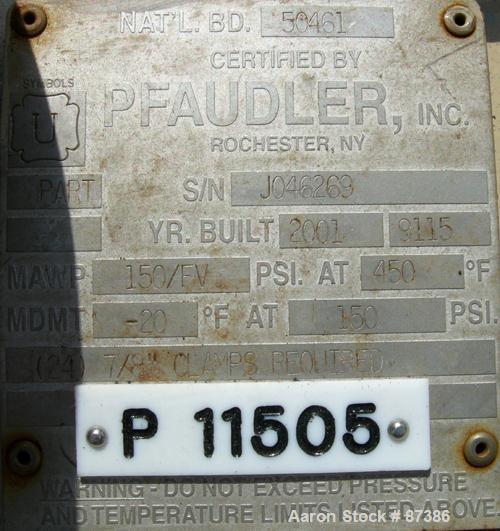 NAT'L. BD. 50461
CERTIFIED BY
SYMBOLS
U
PFAUDLER, INC.
ROCHESTER, NY
PART S/N J046269
YR. BUILT 2001 9115
MAWP 150/FV PSI. AT 450 °F
MDMT -20 °F AT 150 PSI.
(24) 7/8" CLAMPS REQUIRED
P 11505
WARNING - DO NOT EXCEED PRESSURE
AND TEMPERATURE LIMITS LISTED ABOVE
Aaron Stock # 87386